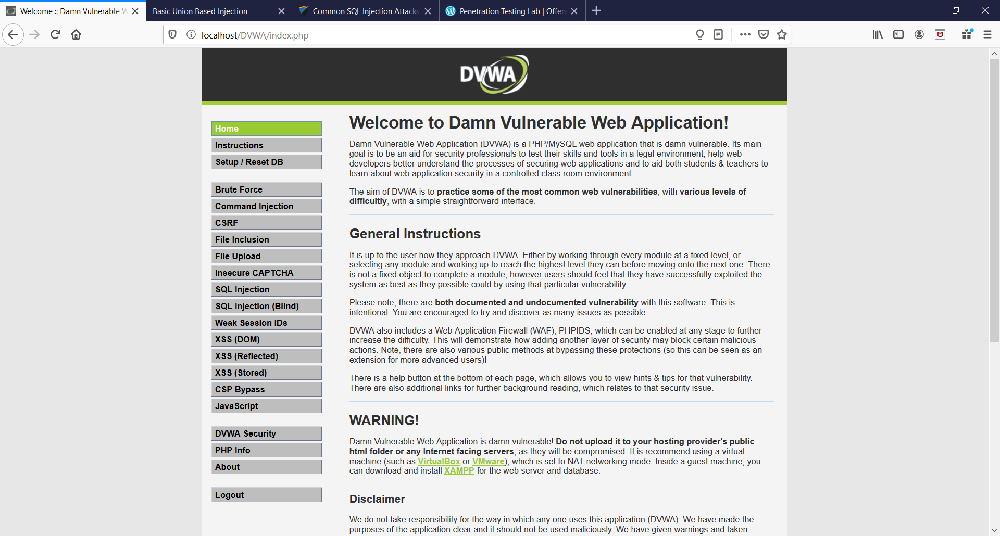 Welcome :: Damn Vulnerable W
Basic Union Based Injection
Common SQL Injection Attacks
Penetration Testing Lab | Offen
localhost/DVWA/index.php
DVWA
Home
Instructions
Setup / Reset DB
Brute Force
Command Injection
CSRF
File Inclusion
File Upload
Insecure CAPTCHA
SQL Injection
SQL Injection (Blind)
Weak Session IDs
XSS (DOM)
XSS (Reflected)
XSS (Stored)
CSP Bypass
JavaScript
DVWA Security
PHP Info
About
Logout
Welcome to Damn Vulnerable Web Application!
Damn Vulnerable Web Application (DVWA) is a PHP/MySQL web application that is damn vulnerable. Its main
goal is to be an aid for security professionals to test their skills and tools in a legal environment, help web
developers better understand the processes of securing web applications and to aid both students & teachers to
learn about web application security in a controlled class room environment.
The aim of DVWA is to practice some of the most common web vulnerabilities, with various levels of
difficultly, with a simple straightforward interface.
General Instructions
It is up to the user how they approach DVWA. Either by working through every module at a fixed level, or
selecting any module and working up to reach the highest level they can before moving onto the next one. There
is not a fixed object to complete a module; however users should feel that they have successfully exploited the
system as best as they possible could by using that particular vulnerability.
Please note, there are both documented and undocumented vulnerability with this software. This is
intentional. You are encouraged to try and discover as many issues as possible.
DVWA also includes a Web Application Firewall (WAF), PHPIDS, which can be enabled at any stage to further
increase the difficulty. This will demonstrate how adding another layer of security may block certain malicious
actions. Note, there are also various public methods at bypassing these protections (so this can be seen as an
extension for more advanced users)!
There is a help button at the bottom of each page, which allows you to view hints & tips for that vulnerability.
There are also additional links for further background reading, which relates to that security issue.
WARNING!
Damn Vulnerable Web Application is damn vulnerable! Do not upload it to your hosting provider's public
html folder or any Internet facing servers, as they will be compromised. It is recommend using a virtual
machine (such as VirtualBox or VMware), which is set to NAT networking mode. Inside a guest machine, you
can download and install XAMPP for the web server and database.
Disclaimer
We do not take responsibility for the way in which any one uses this application (DVWA). We have made the
purposes of the application clear and it should not be used maliciously. We have given warnings and taken